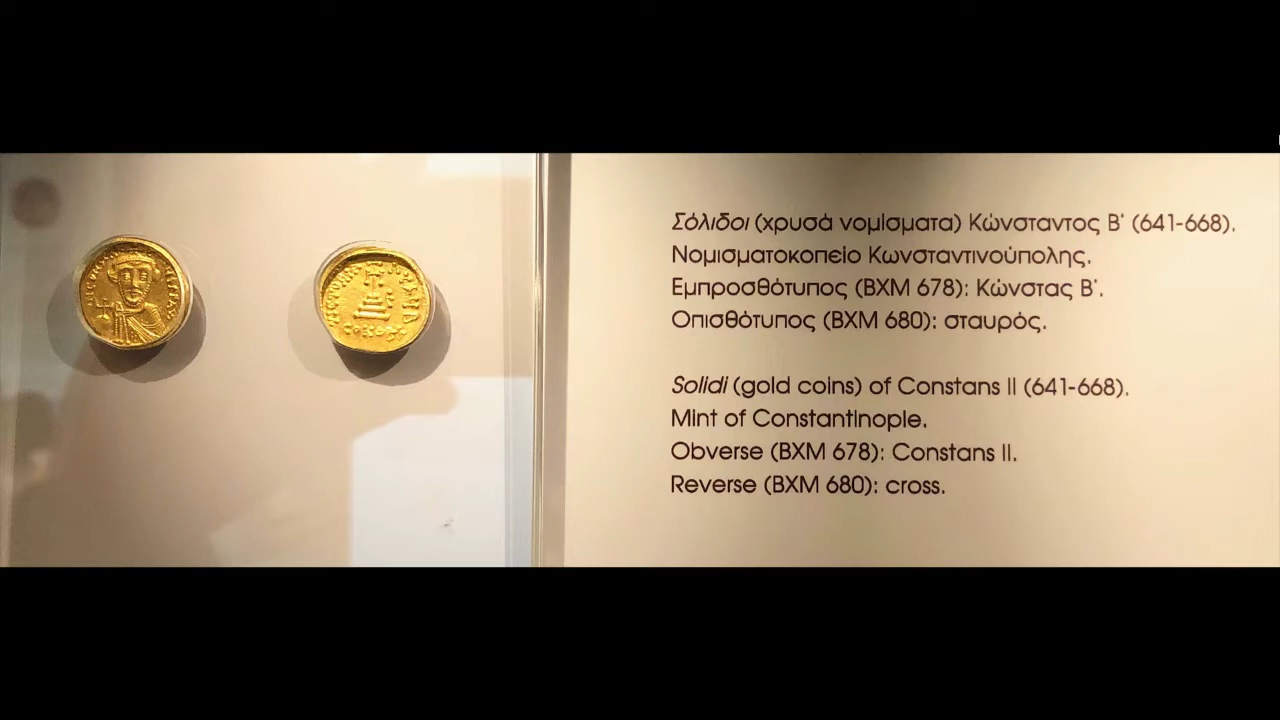 Σόλιδοι (χρυσά νομίσματα) Κώνσταντος Β' (641-668).
Νομισματοκοπείο Κωνσταντινούπολης.
Εμπροσθότυπος (ΒΧΜ 678): Κώνστας Β'.
Οπισθότυπος (ΒΧΜ 680): σταυρός.
Solidi (gold coins) of Constans II (641-668).
Mint of Constantinople.
Obverse (BXM 678): Constans II.
Reverse (BXM 680): cross.